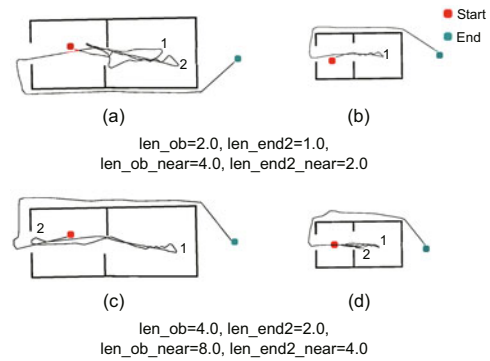 Start
End
1
2
1
(a)
(b)
len_ob=2.0, len_end2=1.0,
len_ob_near=4.0, len_end2_near=2.0
2
1
1
2
(c)
(d)
len_ob=4.0, len_end2=2.0,
len_ob_near=8.0, len_end2_near=4.0